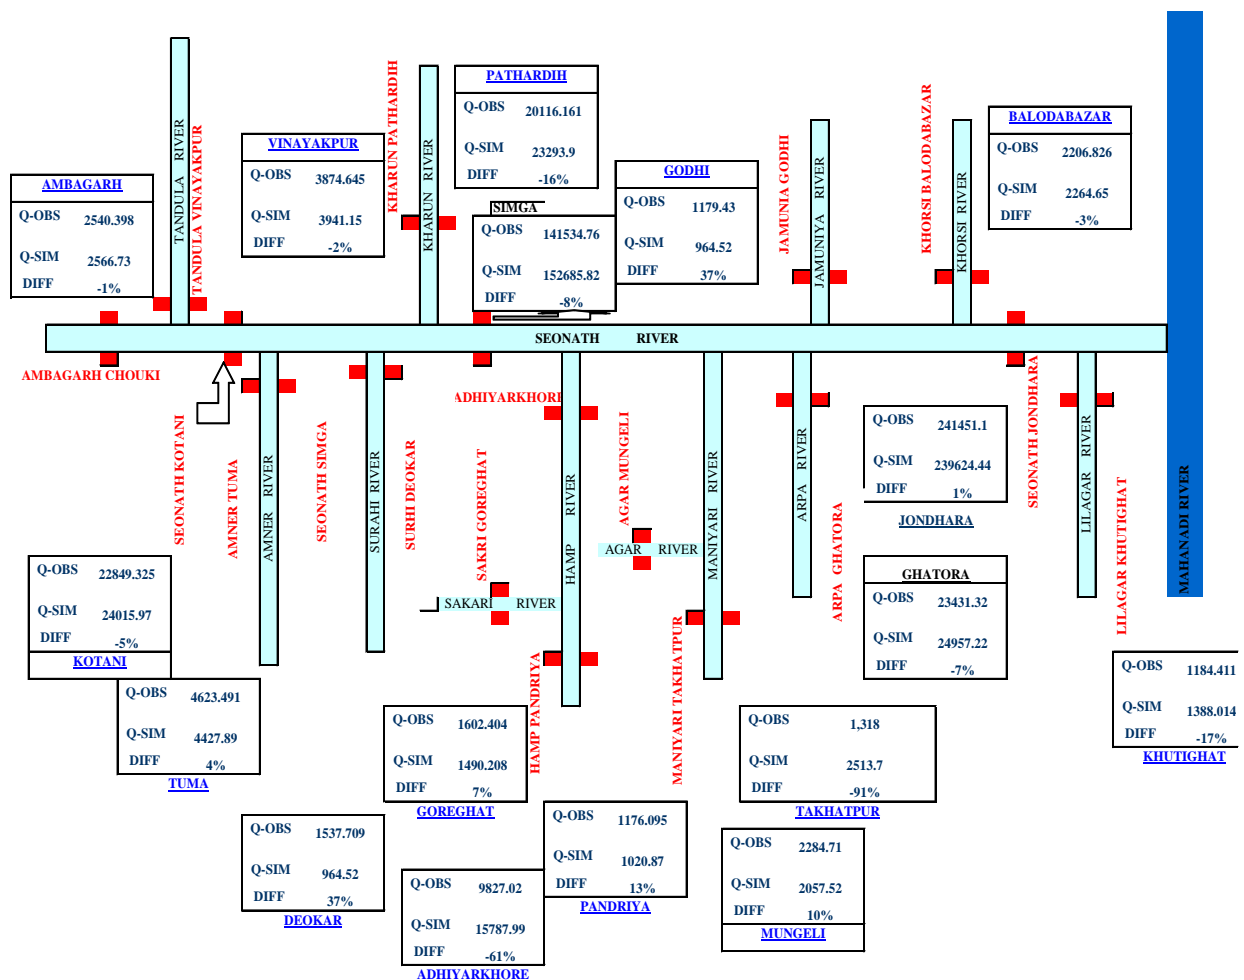 PATHARDIH
Q-OBS 20116.161
Q-SIM 23293.9
DIFF -16%
BALODABAZAR
Q-OBS 2206.826
Q-SIM 2264.65
DIFF -3%
VINAYAKPUR
Q-OBS 3874.645
Q-SIM 3941.15
DIFF -2%
GODHI
Q-OBS 1179.43
Q-SIM 964.52
DIFF 37%
AMBAGARH
Q-OBS 2540.398
Q-SIM 2566.73
DIFF -1%
SIMGA
Q-OBS 141534.76
Q-SIM 152685.82
DIFF -8%
TANDULA RIVER
TANDULA VINAYAKPUR
KHARUN PATHARDIH
KHARUN RIVER
JAMUNIA GODHI
JAMUNIYA RIVER
KHORSI BALODABAZAR
KHORSI RIVER
SEONATH RIVER
AMBAGARH CHOUKI
SEONATH KOTANI
AMNER TUMA
AMNER RIVER
SEONATH SIMGA
SURAHI RIVER
SURHI DEOKAR
ADHIYARKHORE
SAKRI GOREGHAT
SAKARI RIVER
HAMP PANDRIYA
HAMP RIVER
AGAR MUNGELI
AGAR RIVER
MANIYARI TAKHATPUR
MANIYARI RIVER
ARPA RIVER
ARPA GHATORA
SEONATH JONDHARA
LILAGAR RIVER
LILAGAR KHUTIGHAT
MAHANADI RIVER
Q-OBS 241451.1
Q-SIM 239624.44
DIFF 1%
JONDHARA
GHATORA
Q-OBS 23431.32
Q-SIM 24957.22
DIFF -7%
Q-OBS 22849.325
Q-SIM 24015.97
DIFF -5%
KOTANI
Q-OBS 4623.491
Q-SIM 4427.89
DIFF 4%
TUMA
Q-OBS 1602.404
Q-SIM 1490.208
DIFF 7%
GOREGHAT
Q-OBS 1,318
Q-SIM 2513.7
DIFF -91%
TAKHATPUR
Q-OBS 1184.411
Q-SIM 1388.014
DIFF -17%
KHUTIGHAT
Q-OBS 1537.709
Q-SIM 964.52
DIFF 37%
DEOKAR
Q-OBS 1176.095
Q-SIM 1020.87
DIFF 13%
PANDRIYA
Q-OBS 2284.71
Q-SIM 2057.52
DIFF 10%
MUNGELI
Q-OBS 9827.02
Q-SIM 15787.99
DIFF -61%
ADHIYARKHORE